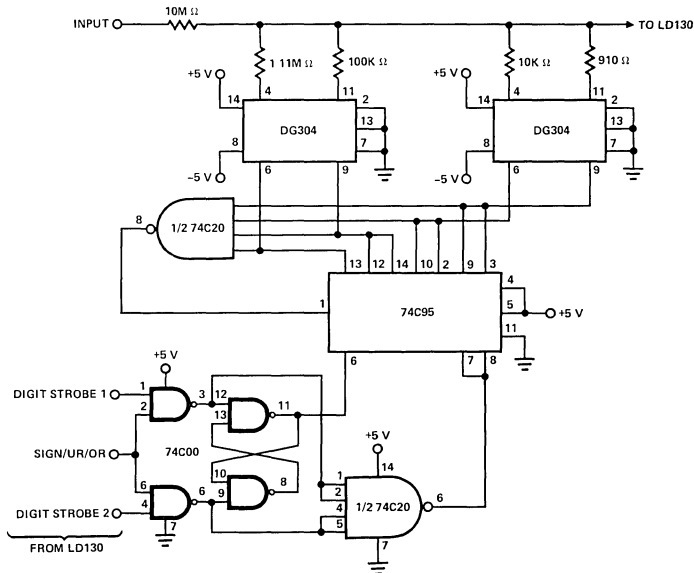 10M Ω
INPUT
TO LD130
1 11M Ω
100K Ω
10K Ω
910 Ω
+5 V
4
11
+5 V
4
11
14
2
14
2
DG304
13
DG304
13
8
7
8
7
−5 V
6
9
−5 V
6
9
8
1/2 74C20
13
12
14
10
2
9
3
4
1
74C95
5
+5 V
11
6
7
8
+5 V
DIGIT STROBE 1
1
3
12
2
13
11
+5 V
SIGN/UR/OR
74C00
14
10
1
6
8
2
6
4
6
9
4
1/2 74C20
DIGIT STROBE 2
5
7
7
FROM LD130